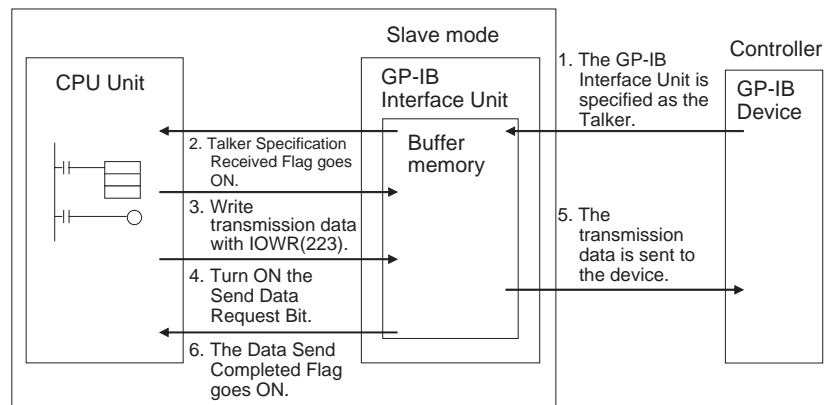 Slave mode
Controller
CPU Unit
GP-IB
Interface Unit
Buffer
memory
GP-IB
Device
1. The GP-IB
Interface Unit is
specified as the
Talker.
2. Talker Specification
Received Flag goes
ON.
3. Write
transmission data
with IOWR(223).
4. Turn ON the
Send Data
Request Bit.
5. The
transmission
data is sent to
the device.
6. The Data Send
Completed Flag
goes ON.